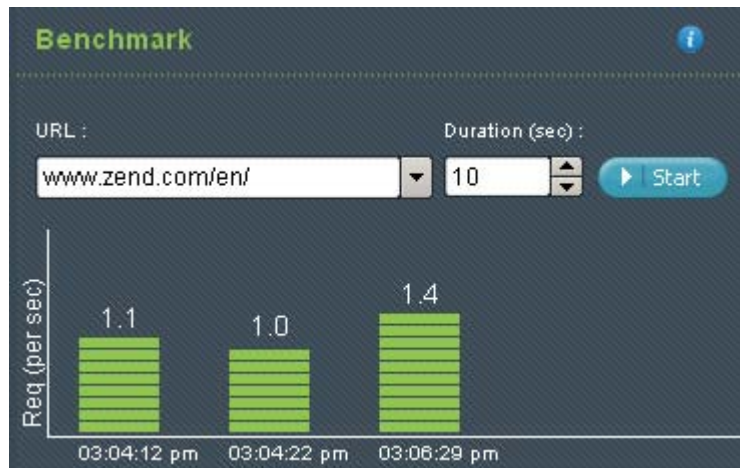 Benchmark
i
URL :
Duration (sec) :
www.zend.com/en/
10
Start
Req (per sec)
1.1
1.0
1.4
03:04:12 pm
03:04:22 pm
03:06:29 pm